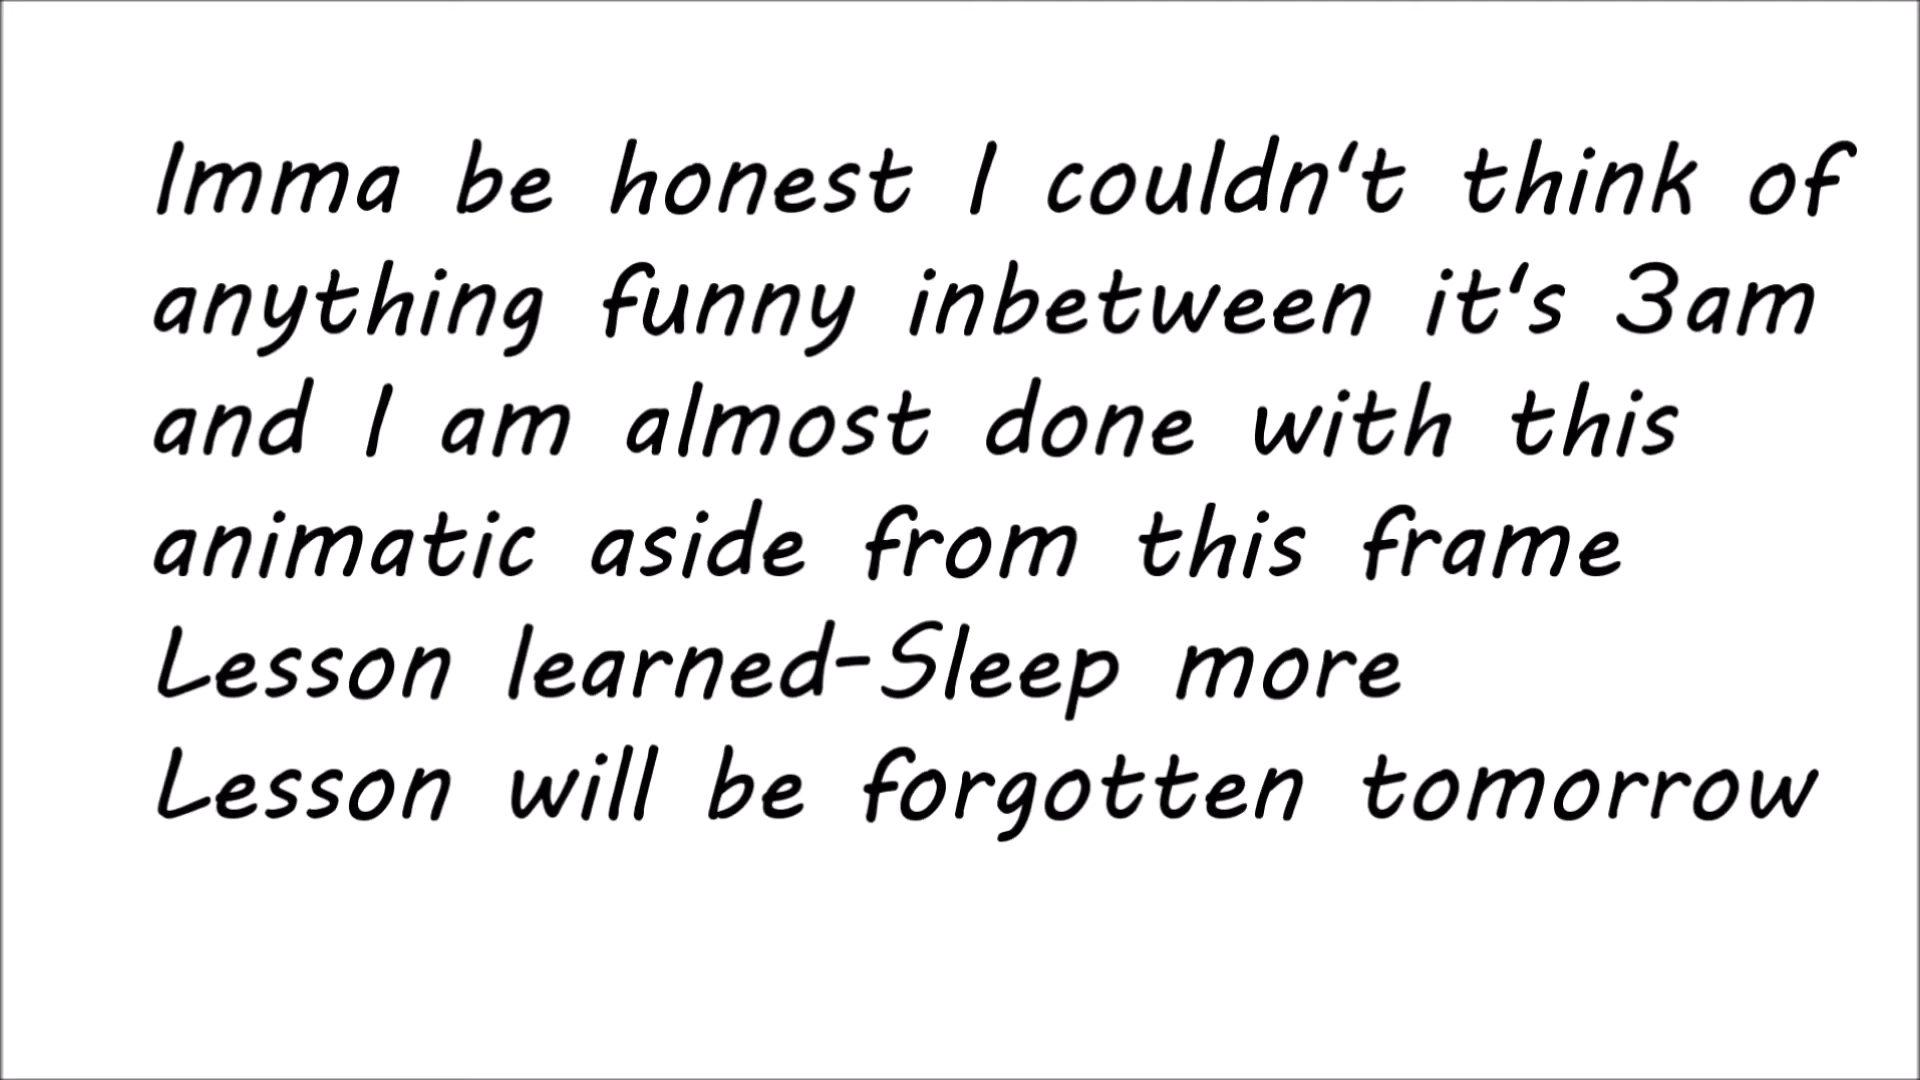 Imma be honest I couldn't think of
anything funny inbetween it's 3am
and I am almost done with this
animatic aside from this frame
Lesson learned-Sleep more
Lesson will be forgotten tomorrow